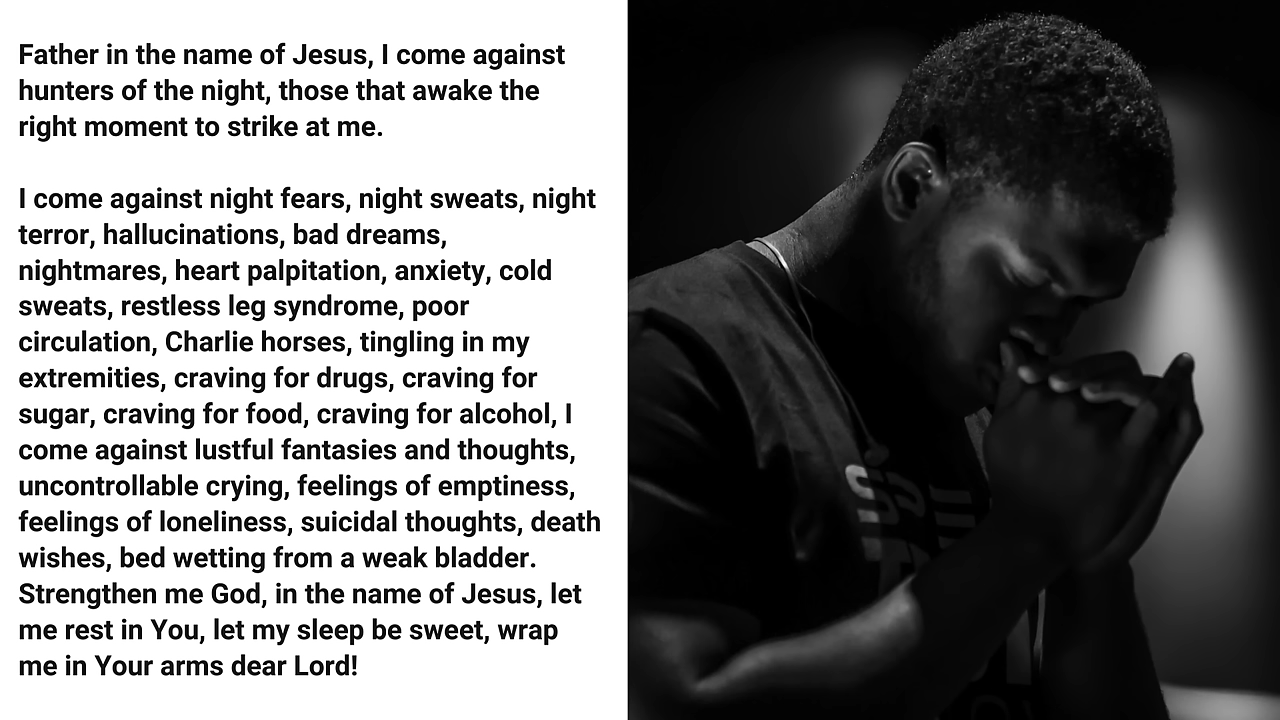 Father in the name of Jesus, I come against
hunters of the night, those that awake the
right moment to strike at me.
I come against night fears, night sweats, night
terror, hallucinations, bad dreams,
nightmares, heart palpitation, anxiety, cold
sweats, restless leg syndrome, poor
circulation, Charlie horses, tingling in my
extremities, craving for drugs, craving for
sugar, craving for food, craving for alcohol, I
come against lustful fantasies and thoughts,
uncontrollable crying, feelings of emptiness,
feelings of loneliness, suicidal thoughts, death
wishes, bed wetting from a weak bladder.
Strengthen me God, in the name of Jesus, let
me rest in You, let my sleep be sweet, wrap
me in Your arms dear Lord!